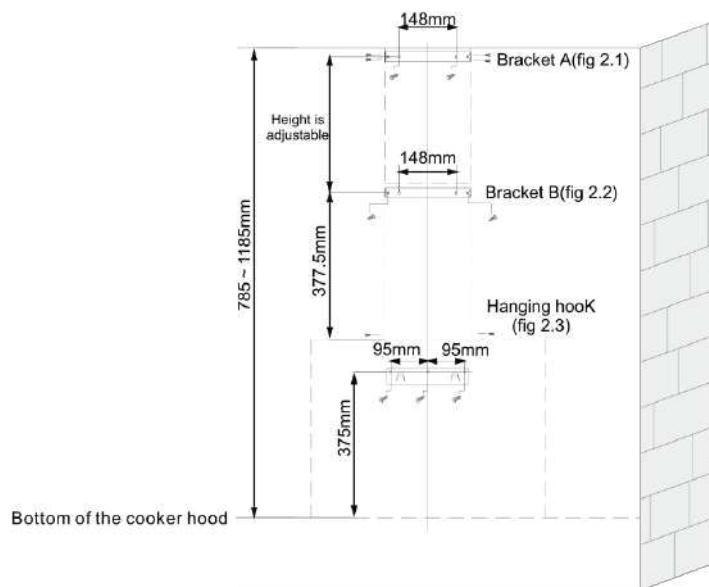 148mm
Bracket A(fig 2.1)
Height is
adjustable
148mm
Bracket B(fig 2.2)
785 ~ 1185mm
377.5mm
Hanging hooK
(fig 2.3)
95mm
95mm
375mm
Bottom of the cooker hood